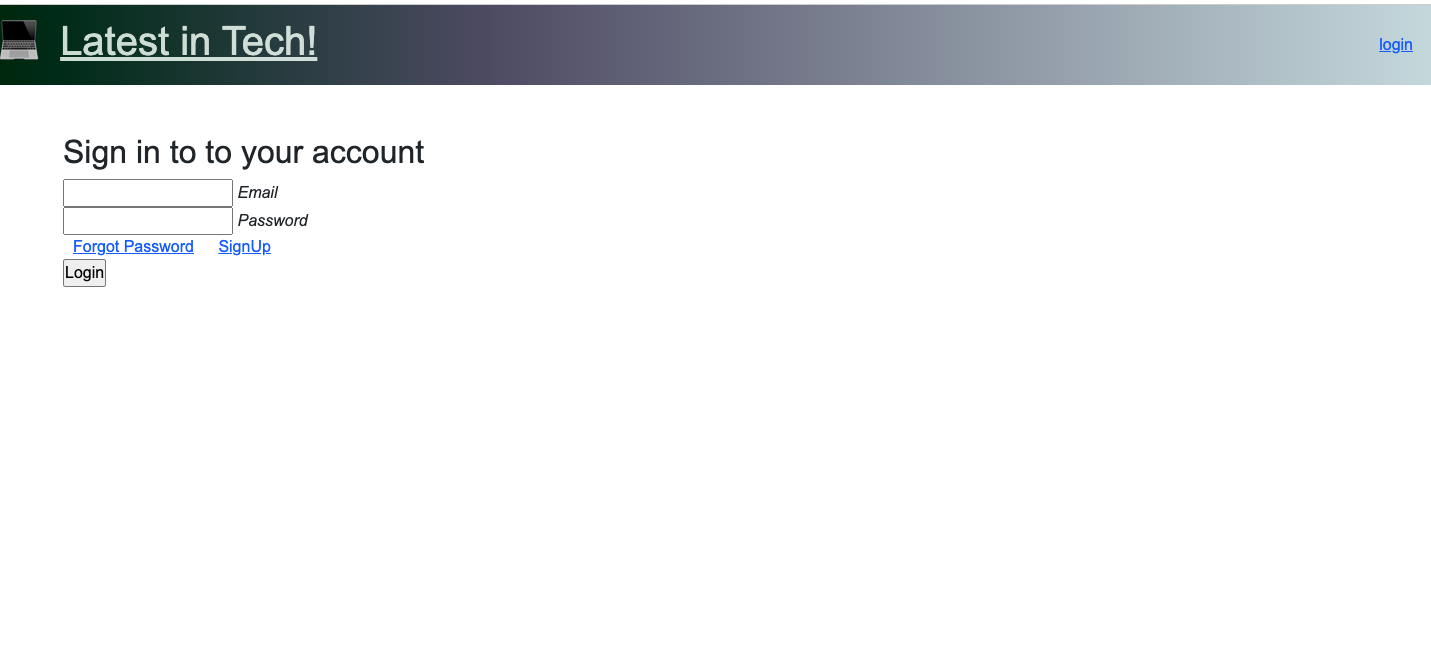 Latest in Tech!
login
Sign in to to your account
Email
Password
Forgot Password SignUp
Login